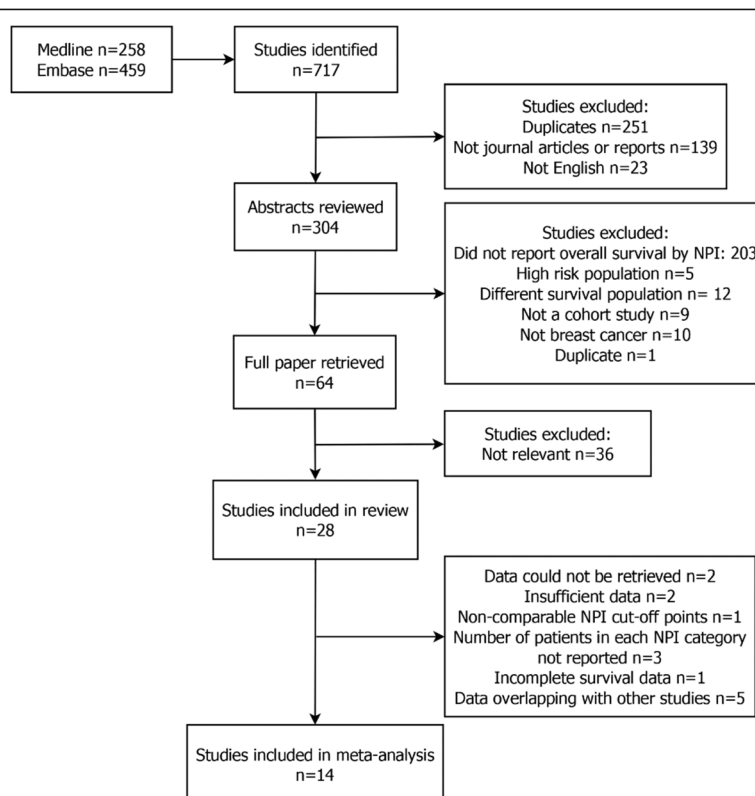 Medline n=258
Embase n=459
Studies identified
n=717
Studies excluded:
Duplicates n=251
Not journal articles or reports n=139
Not English n=23
Abstracts reviewed
n=304
Studies excluded:
Did not report overall survival by NPI: 203
High risk population n=5
Different survival population n= 12
Not a cohort study n=9
Not breast cancer n=10
Duplicate n=1
Full paper retrieved
n=64
Studies excluded:
Not relevant n=36
Studies included in review
n=28
Data could not be retrieved n=2
Insufficient data n=2
Non-comparable NPI cut-off points n=1
Number of patients in each NPI category
not reported n=3
Incomplete survival data n=1
Data overlapping with other studies n=5
Studies included in meta-analysis
n=14